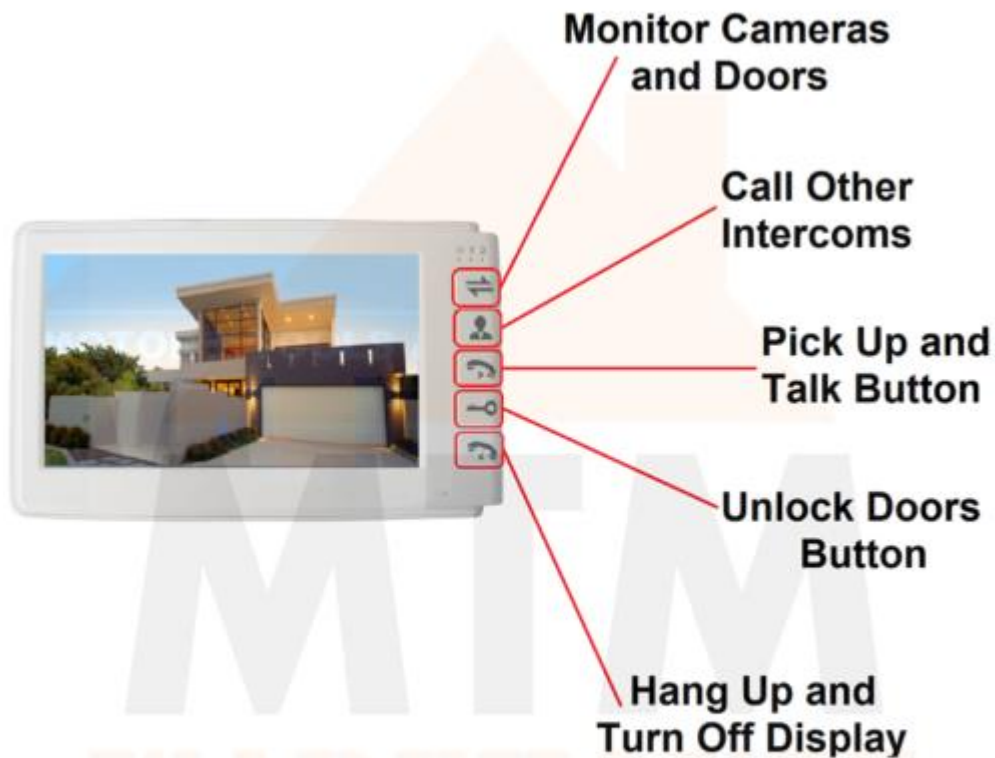 Monitor Cameras
and Doors
Call Other
Intercoms
Pick Up and
Talk Button
Unlock Doors
Button
Hang Up and
Turn Off Display
MTM